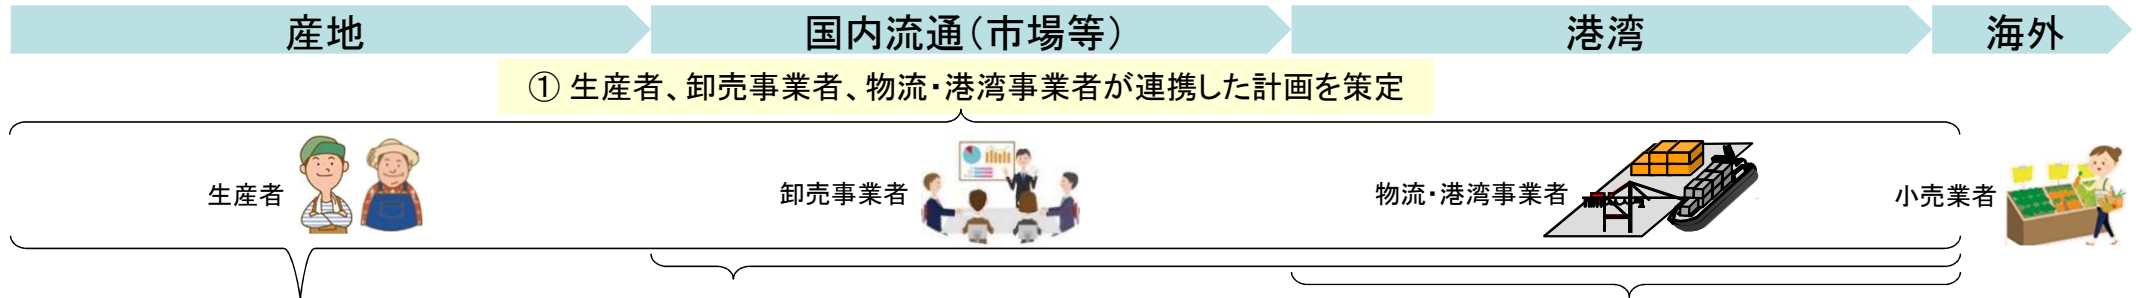 産地
国内流通（市場等）
港湾
海外
① 生産者、卸売事業者、物流・港湾事業者が連携した計画を策定
生産者
卸売事業者
物流・港湾事業者
小売業者